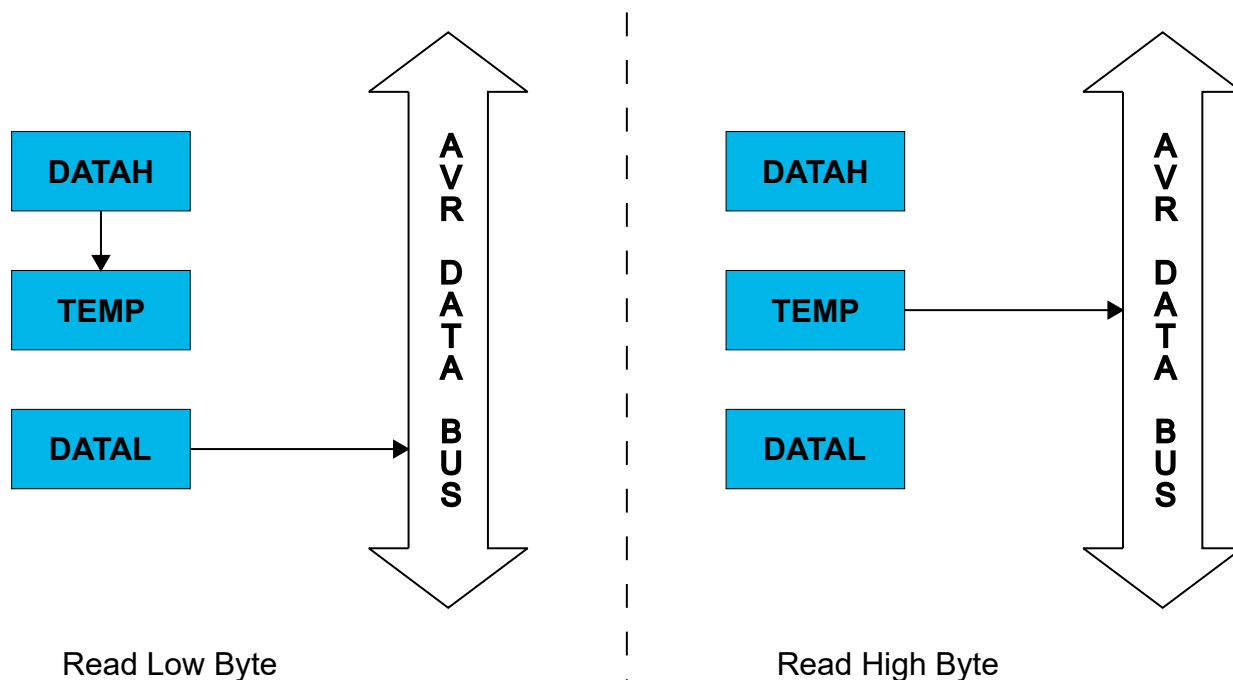 DATAH
TEMP
DATAL
AVR DATA BUS
Read Low Byte
DATAH
TEMP
DATAL
AVR DATA BUS
Read High Byte